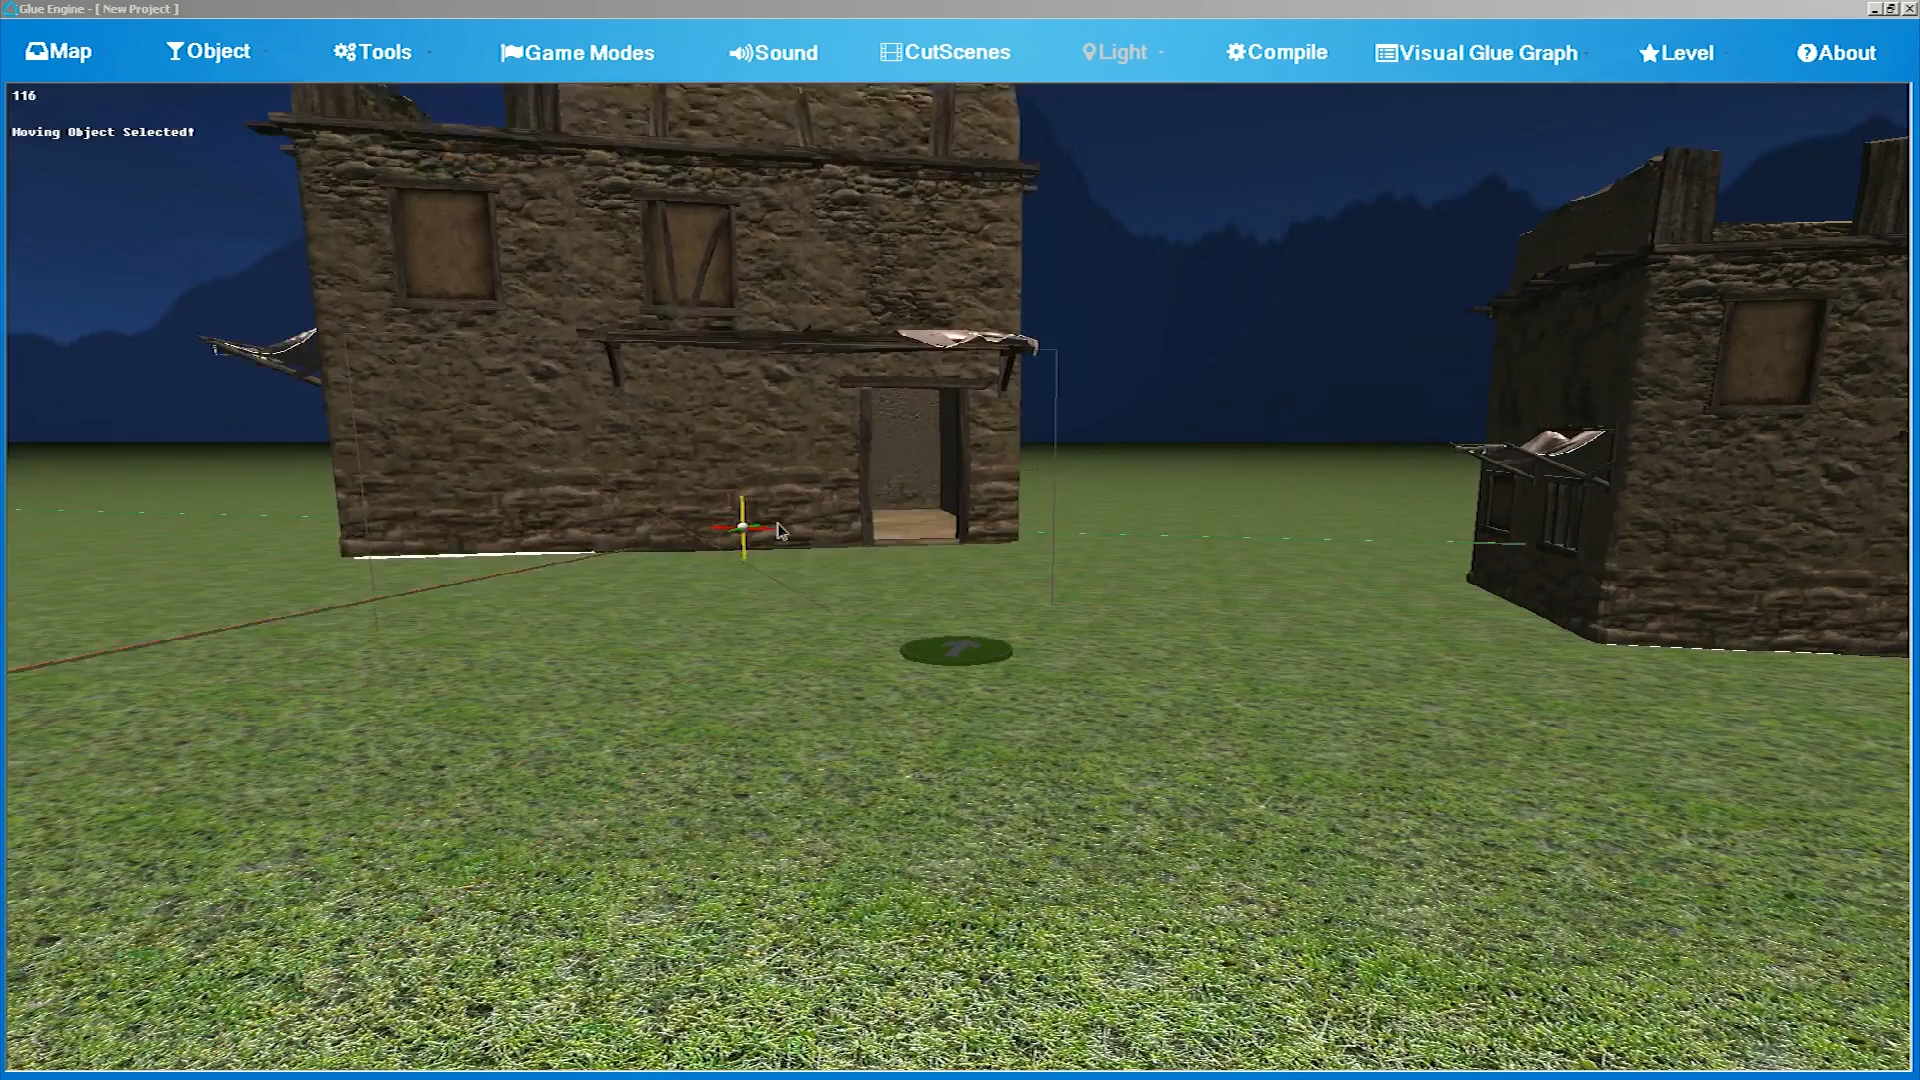 Glue Engine - [ New Project ]
Map Object Tools Game Modes Sound CutScenes Light Compile Visual Glue Graph Level About
116
Moving Object Selected!